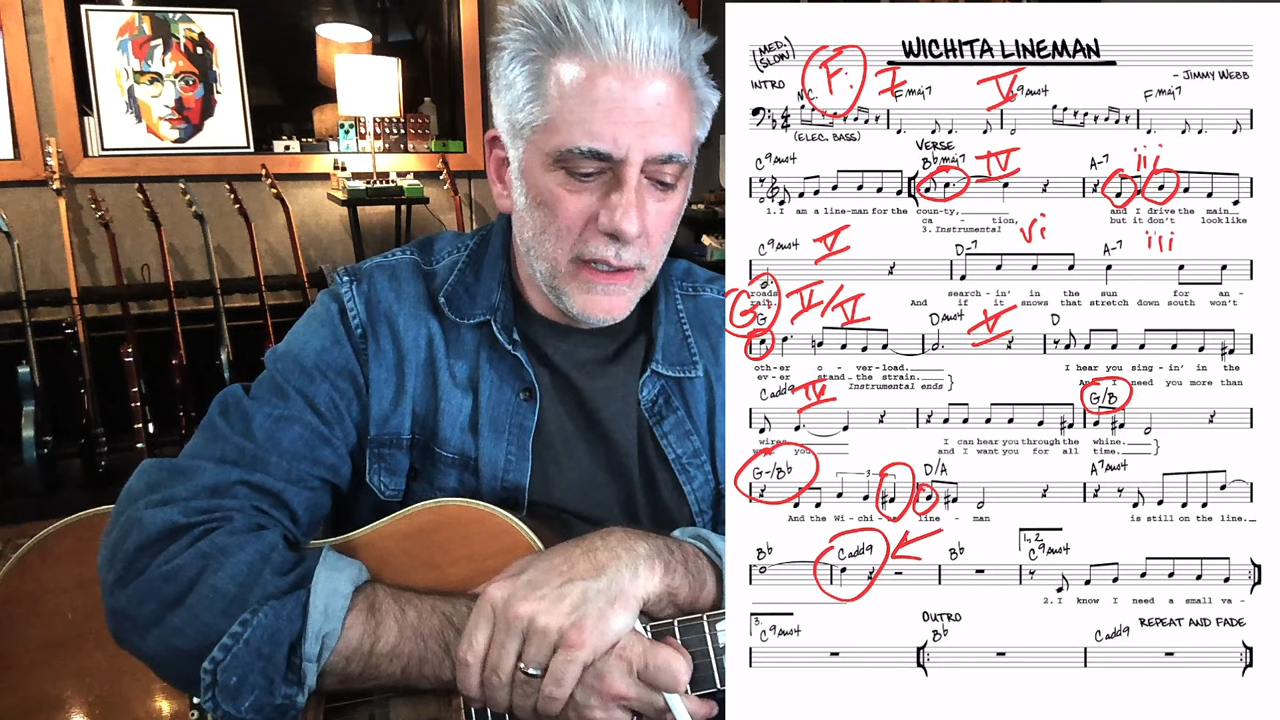 (MED. SLOW)
WICHITA LINEMAN
- JIMMY WEBB
INTRO N.C. F: Fmaj7 I V C9sus4 Fmaj7
(ELEC. BASS)
VERSE
C9sus4 Bbmaj7 IV A-7 iii
1. I am a line-man for the coun-ty, and I drive the main
ca - tion, but it don't look like
3. Instrumental
C9sus4 V D-7 vi A-7 iii
roads search-in' in the sun for an-
rain. And if it snows that stretch down south won't
G: G V/V Dsus4 V D
oth-er o - ver-load. I hear you sing-in' in the
ev-er stand the strain. And I need you more than
Instrumental ends }
Cadd9 IV G/B
wires I can hear you through the whine. }
want you and I want you for all time.
G-/Bb 3 D/A A7sus4
And the Wi-chi-ta line - man is still on the line.
Bb Cadd9 Bb 1, 2. C9sus4
2. I know I need a small va-
3. C9sus4 OUTRO Bb Cadd9 REPEAT AND FADE